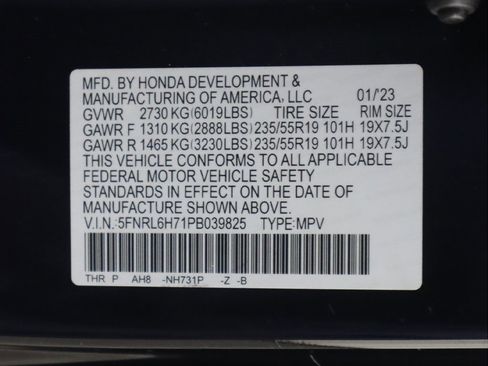 MFD. BY HONDA DEVELOPMENT &
MANUFACTURING OF AMERICA, LLC 01/'23
GVWR 2730 KG(6019LBS) TIRE SIZE RIM SIZE
GAWR F 1310 KG(2888LBS) 235/55R19 101H 19X7.5J
GAWR R 1465 KG(3230LBS) 235/55R19 101H 19X7.5J
THIS VEHICLE CONFORMS TO ALL APPLICABLE
FEDERAL MOTOR VEHICLE SAFETY
STANDARDS IN EFFECT ON THE DATE OF
MANUFACTURE SHOWN ABOVE.
V.I.N.:5FNRL6H71PB039825 TYPE:MPV
THR P AH8 -NH731P -Z -B